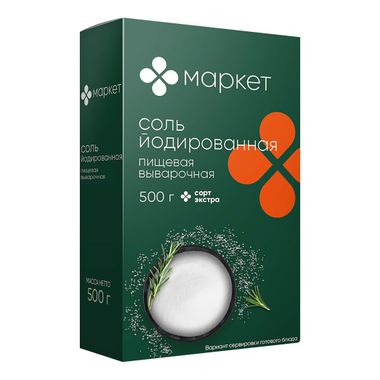 маркет
соль
йодированная
пищевая
выварочная
500 г
сорт
экстра
Вариант сервировки готового блюда
маркет
соль
йодированная
пищевая
выварочная
МАССА НЕТТО
500 г